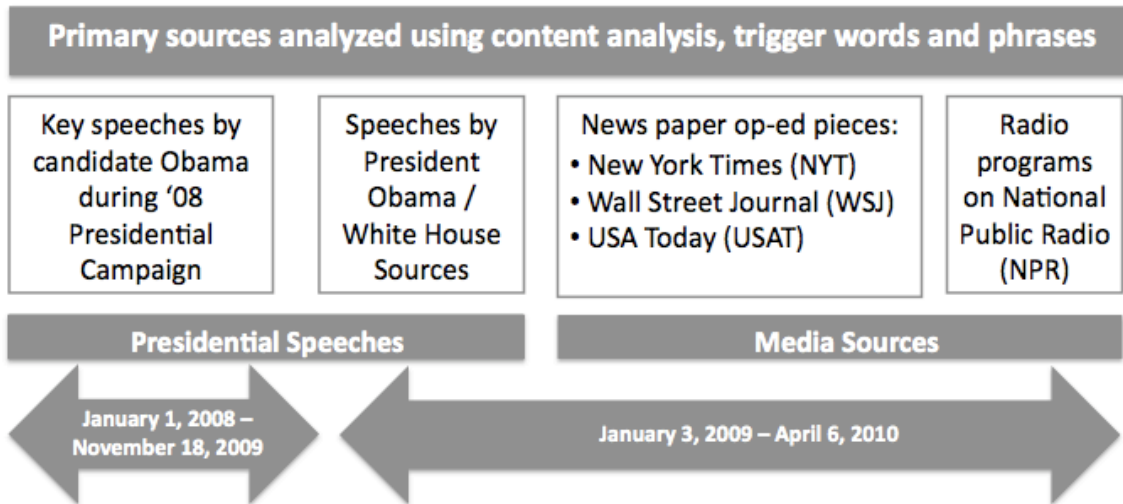 Primary sources analyzed using content analysis, trigger words and phrases
Key speeches by
candidate Obama
during ‘08
Presidential
Campaign
Speeches by
President
Obama /
White House
Sources
News paper op-ed pieces:
• New York Times (NYT)
• Wall Street Journal (WSJ)
• USA Today (USAT)
Radio
programs
on National
Public Radio
(NPR)
Presidential Speeches
Media Sources
January 1, 2008 –
November 18, 2009
January 3, 2009 – April 6, 2010